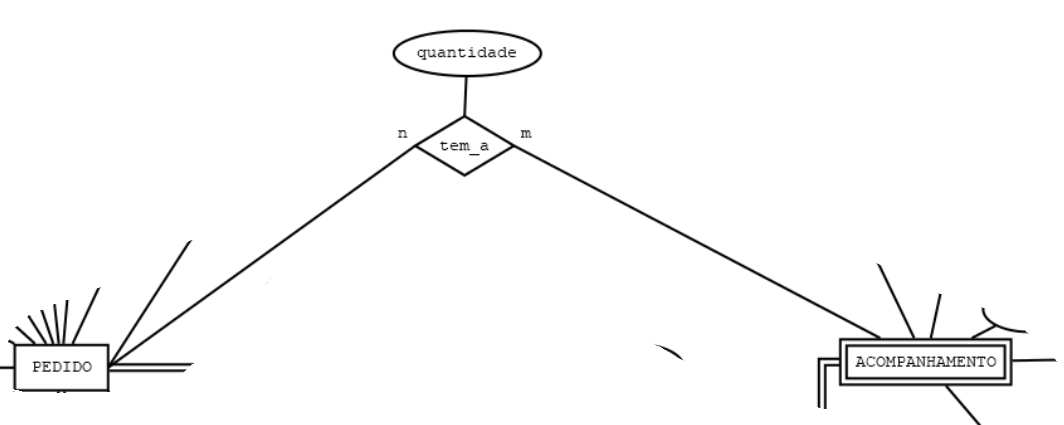 quantidade
n
m
tem_a
PEDIDO
ACOMPANHAMENTO